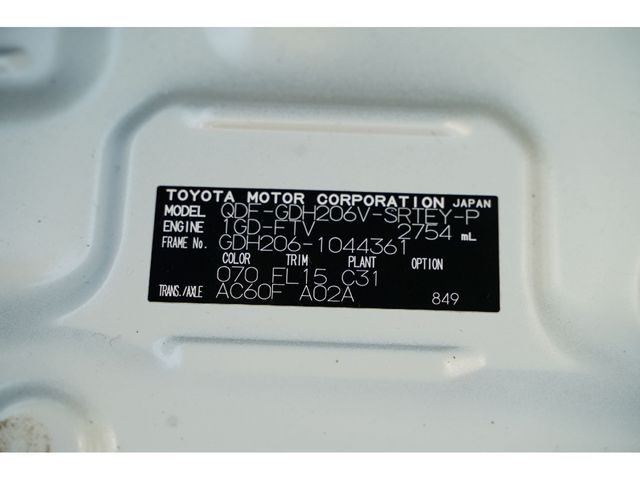 TOYOTA MOTOR CORPORATION JAPAN
MODEL QDF-GDH206V-SRTEY-P
ENGINE 1GD-FTV 2754 mL
FRAME No. GDH206-1044361
COLOR TRIM PLANT OPTION
070 FL15 C31
TRANS./AXLE AC60F A02A 849